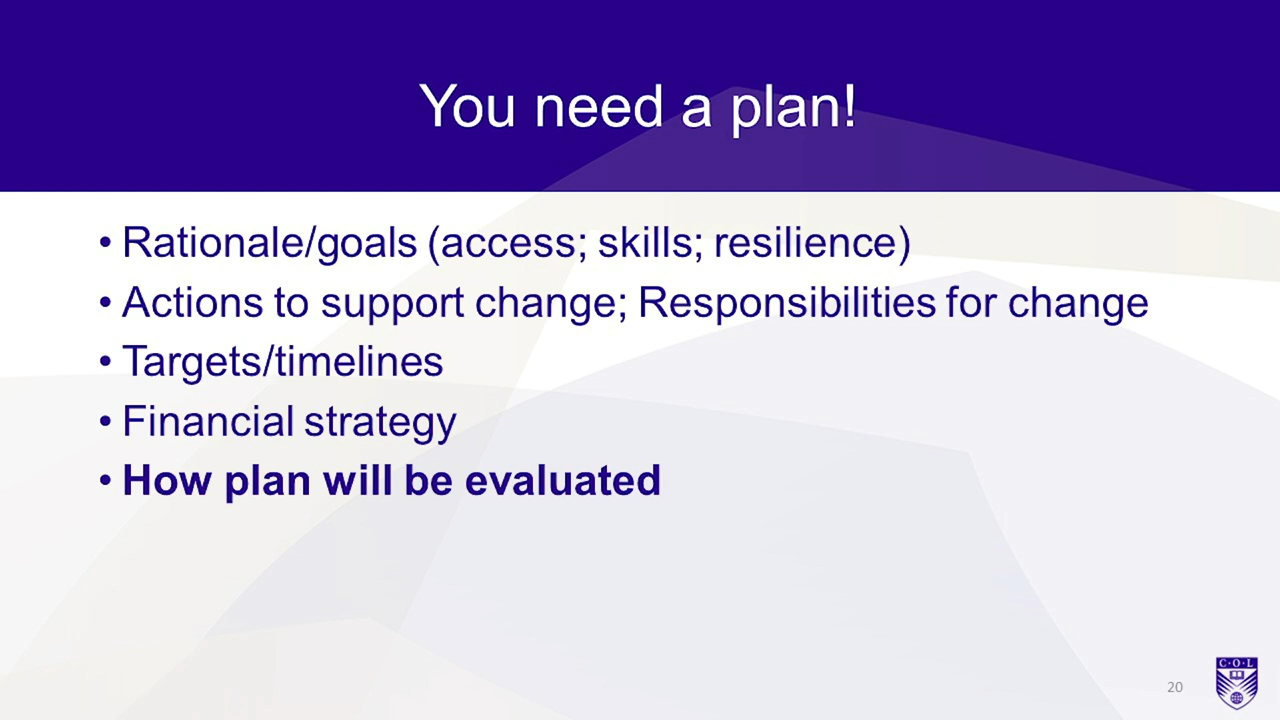 You need a plan!
• Rationale/goals (access; skills; resilience)
• Actions to support change; Responsibilities for change
• Targets/timelines
• Financial strategy
• How plan will be evaluated
20
C·O·L